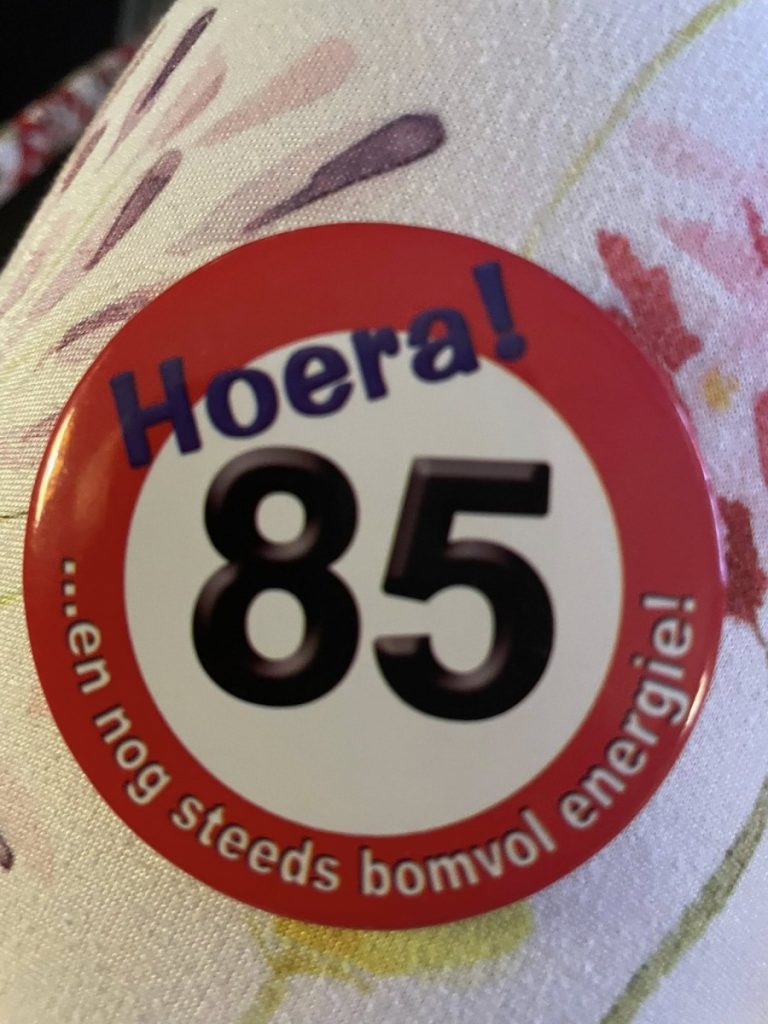 Hoera!
85
...en nog steeds bomvol energie!